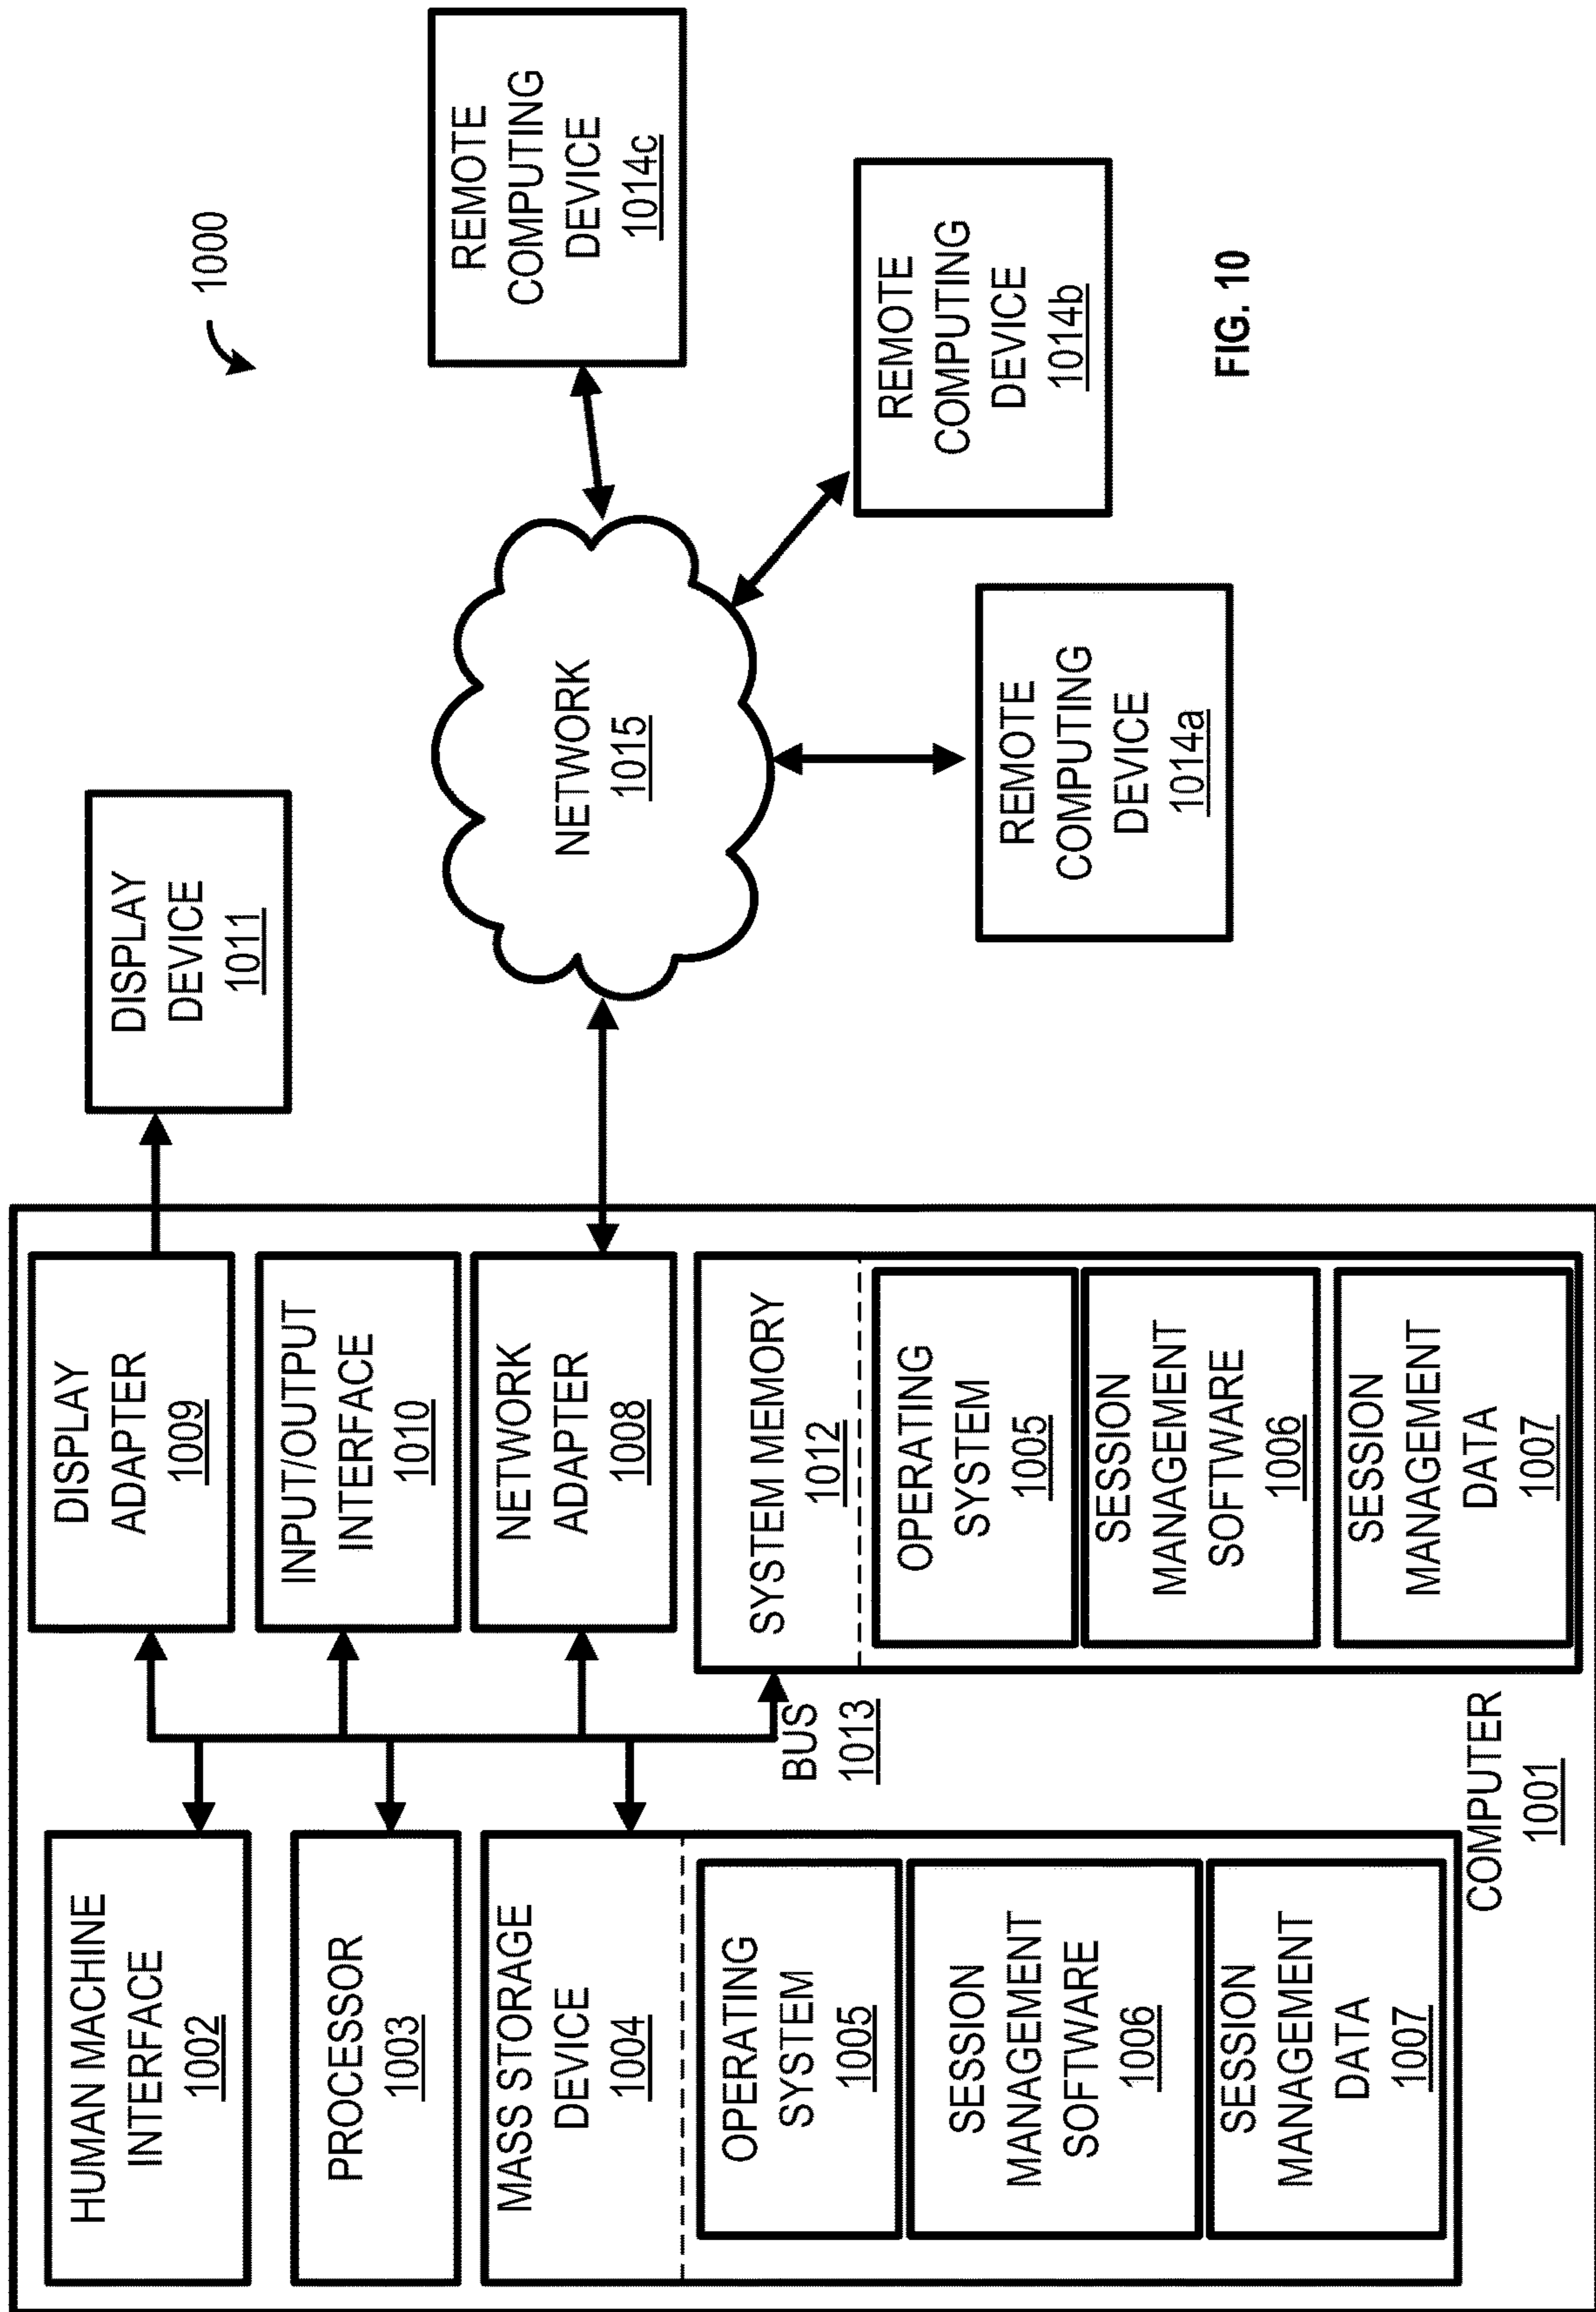 1000
HUMAN MACHINE
INTERFACE
1002
PROCESSOR
1003
MASS STORAGE
DEVICE
1004
OPERATING
SYSTEM
1005
SESSION
MANAGEMENT
SOFTWARE
1006
SESSION
MANAGEMENT
DATA
1007
BUS
1013
COMPUTER
1001
DISPLAY
ADAPTER
1009
INPUT/OUTPUT
INTERFACE
1010
NETWORK
ADAPTER
1008
SYSTEM MEMORY
1012
OPERATING
SYSTEM
1005
SESSION
MANAGEMENT
SOFTWARE
1006
SESSION
MANAGEMENT
DATA
1007
DISPLAY
DEVICE
1011
NETWORK
1015
REMOTE
COMPUTING
DEVICE
1014a
REMOTE
COMPUTING
DEVICE
1014b
REMOTE
COMPUTING
DEVICE
1014c
FIG. 10